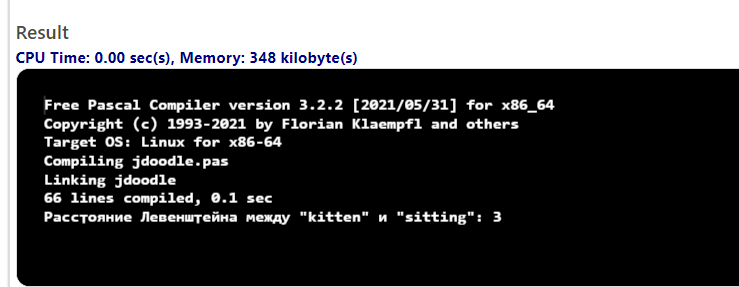 Result
CPU Time: 0.00 sec(s), Memory: 348 kilobyte(s)
Free Pascal Compiler version 3.2.2 [2021/05/31] for x86_64
Copyright (c) 1993-2021 by Florian Klaempfl and others
Target OS: Linux for x86-64
Compiling jdoodle.pas
Linking jdoodle
66 lines compiled, 0.1 sec
Расстояние Левенштейна между "kitten" и "sitting": 3